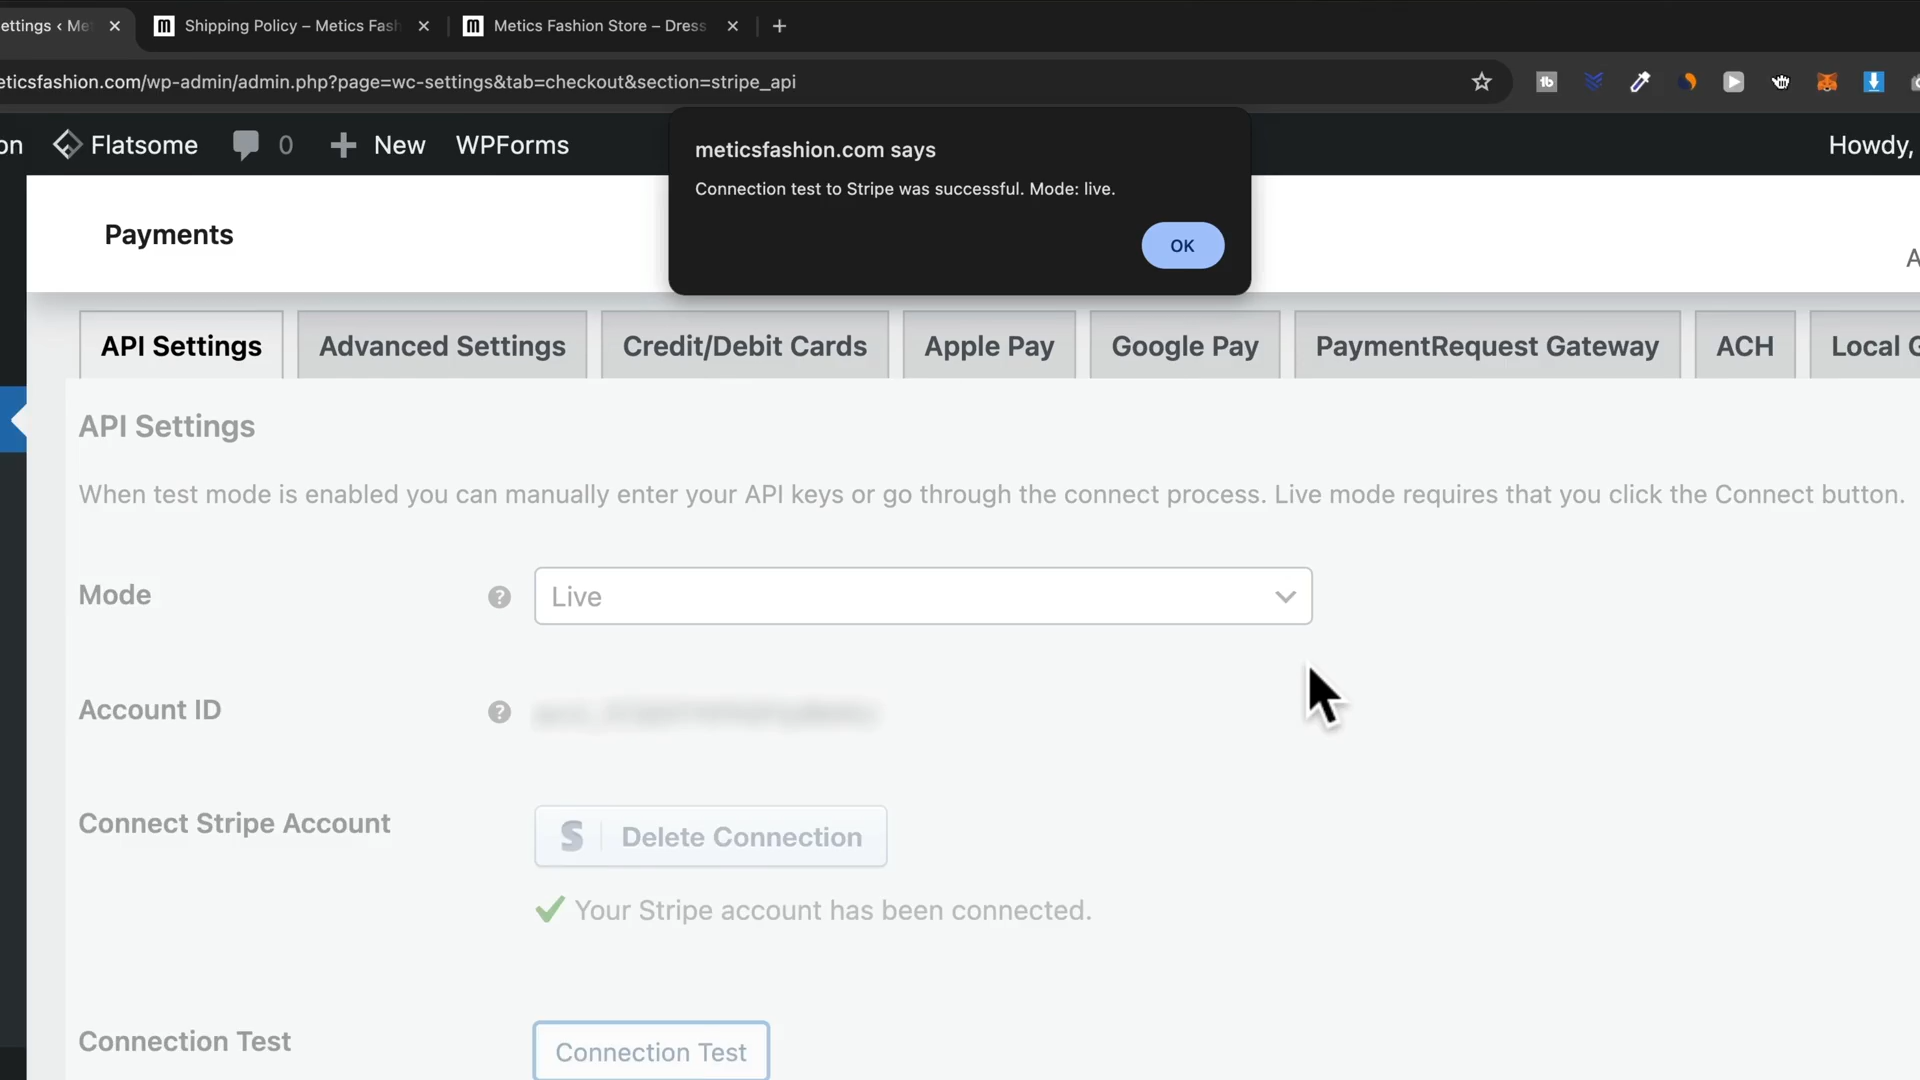 ettings < Me
Shipping Policy – Metics Fash
Metics Fashion Store – Dress
eticsfashion.com/wp-admin/admin.php?page=wc-settings&tab=checkout&section=stripe_api
on
Flatsome
0
New
WPForms
Howdy,
meticsfashion.com says
Connection test to Stripe was successful. Mode: live.
OK
Payments
A
API Settings
Advanced Settings
Credit/Debit Cards
Apple Pay
Google Pay
PaymentRequest Gateway
ACH
Local G
API Settings
When test mode is enabled you can manually enter your API keys or go through the connect process. Live mode requires that you click the Connect button.
Mode
Live
Account ID
Connect Stripe Account
Delete Connection
Your Stripe account has been connected.
Connection Test
Connection Test